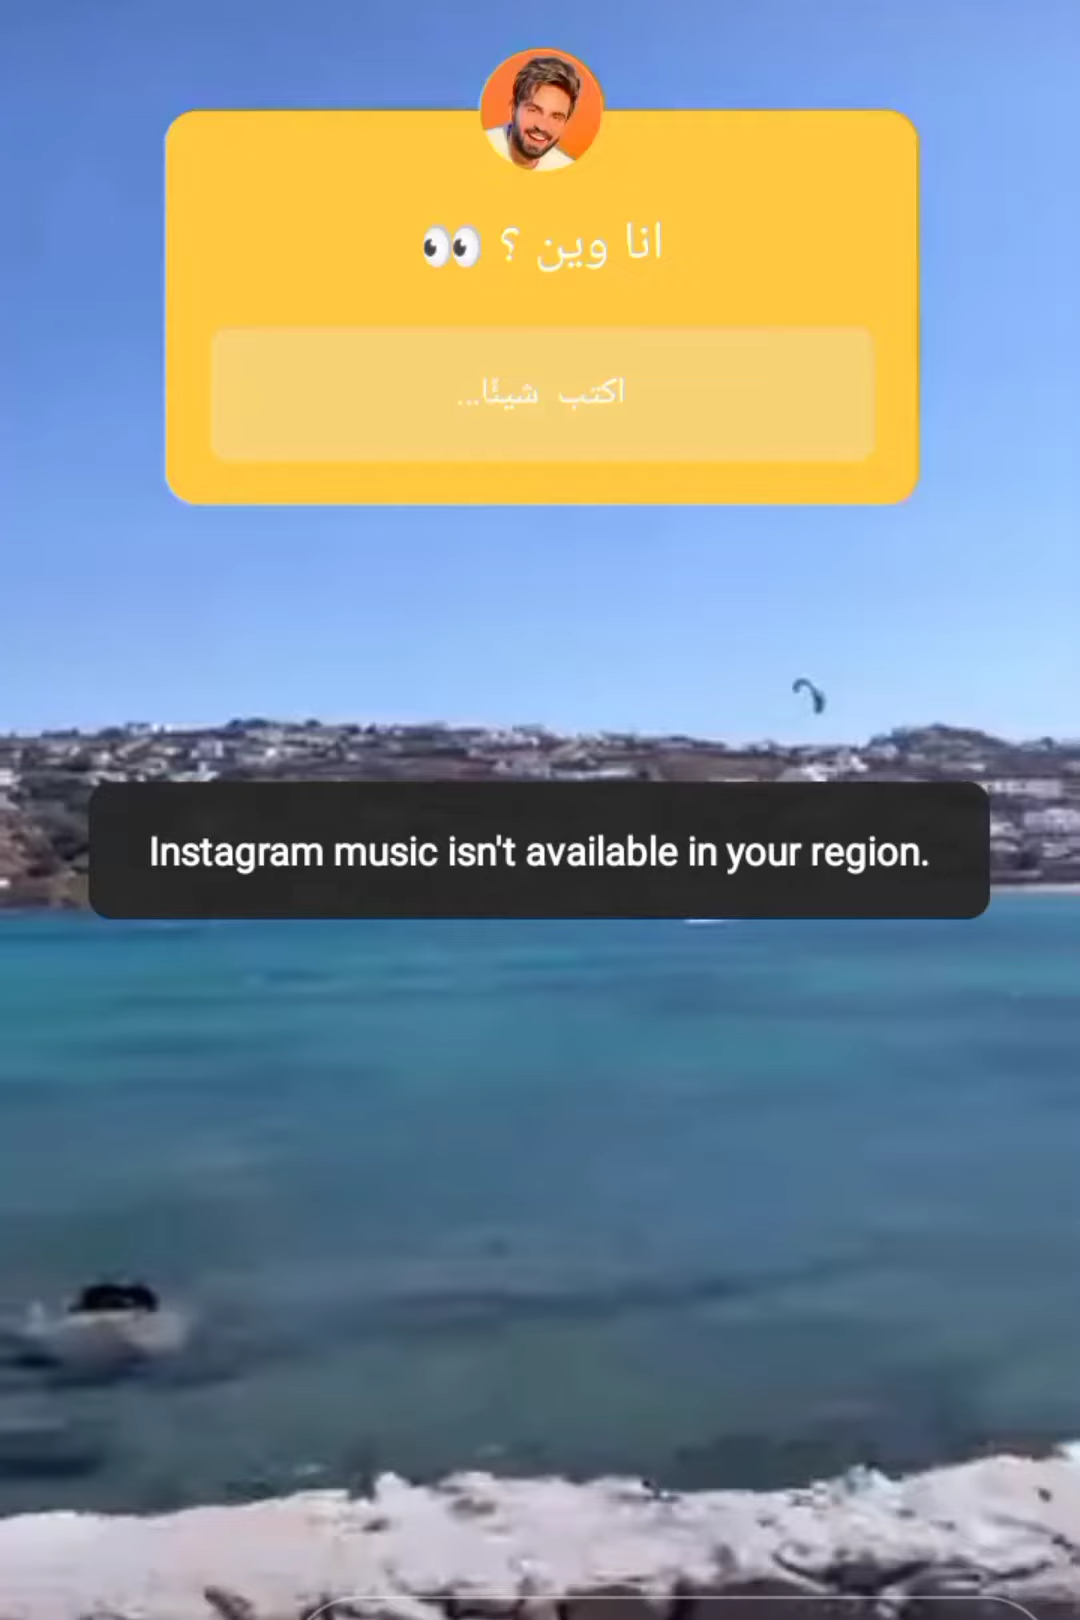 انا وين ؟ 👀
اكتب شيئًا...
Instagram music isn't available in your region.